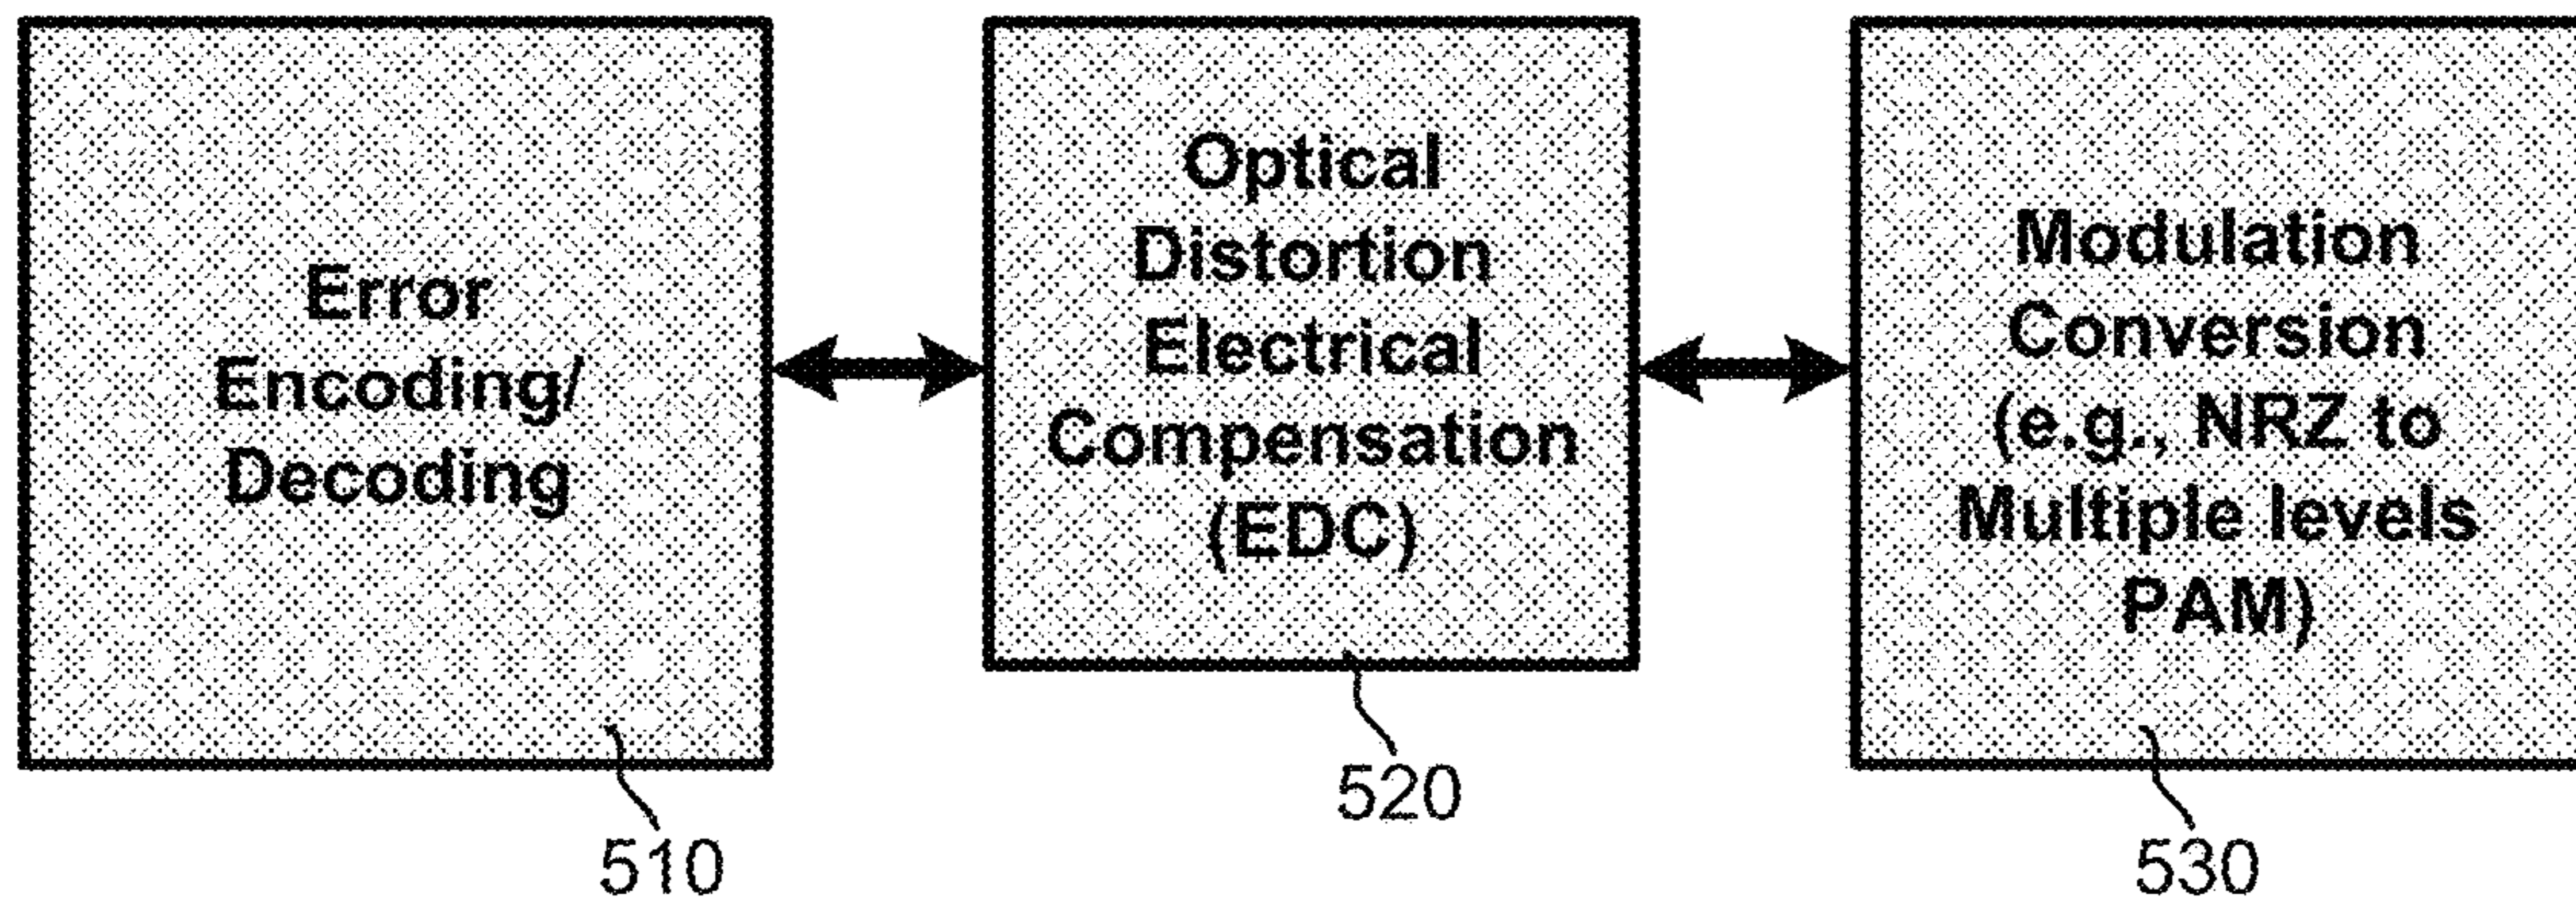 Error
Encoding/
Decoding
510
Optical
Distortion
Electrical
Compensation
(EDC)
520
Modulation
Conversion
(e.g., NRZ to
Multiple levels
PAM)
530